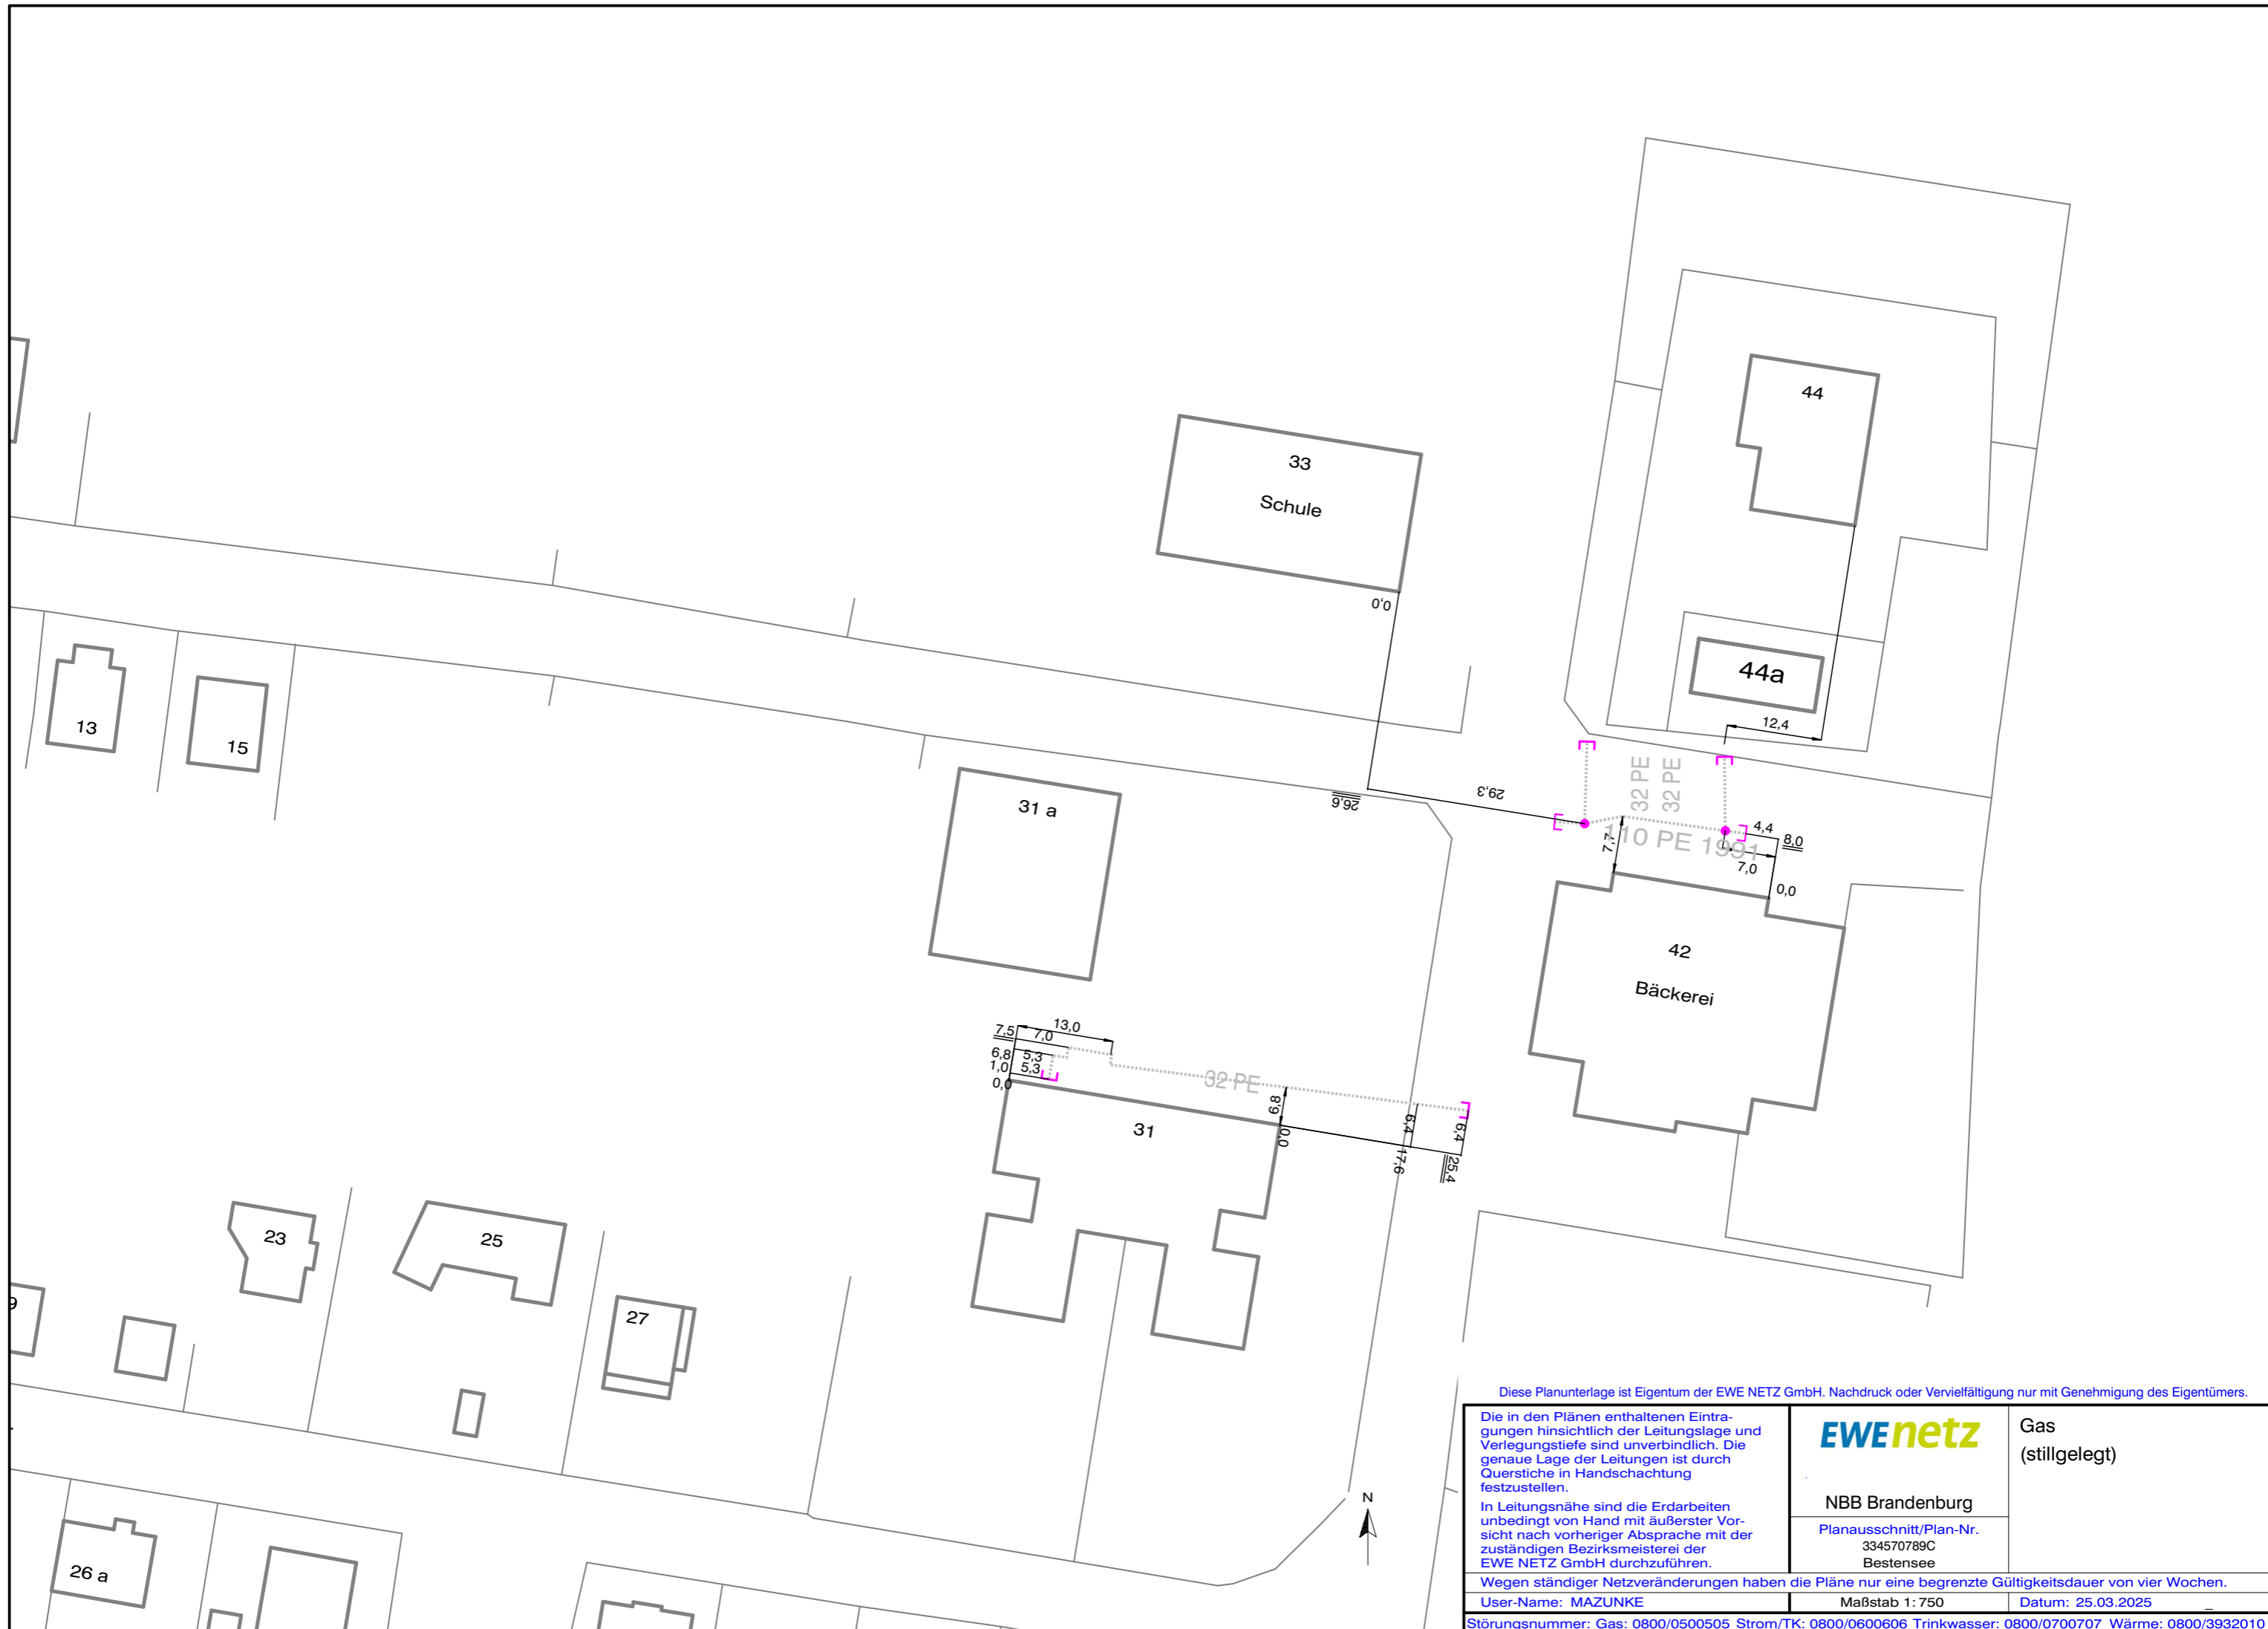 44
33
Schule
0,0
44a
12,4
13
15
31 a
26,6
29,3
32 PE
32 PE
110 PE 1991
7,7
4,4
8,0
7,0
0,0
42
Bäckerei
13,0
7,5
7,0
6,8
5,3
1,0
5,3
0,0
32 PE
6,8
0,0
6,4
17,6
6,4
25,4
31
23
25
27
9
26 a
N
Diese Planunterlage ist Eigentum der EWE NETZ GmbH. Nachdruck oder Vervielfältigung nur mit Genehmigung des Eigentümers.
Die in den Plänen enthaltenen Eintra-
gungen hinsichtlich der Leitungslage und
Verlegungstiefe sind unverbindlich. Die
genaue Lage der Leitungen ist durch
Querstiche in Handschachtung
festzustellen.
In Leitungsnähe sind die Erdarbeiten
unbedingt von Hand mit äußerster Vor-
sicht nach vorheriger Absprache mit der
zuständigen Bezirksmeisterei der
EWE NETZ GmbH durchzuführen.
EWE netz
NBB Brandenburg
Planausschnitt/Plan-Nr.
334570789C
Bestensee
Gas
(stillgelegt)
Wegen ständiger Netzveränderungen haben die Pläne nur eine begrenzte Gültigkeitsdauer von vier Wochen.
User-Name: MAZUNKE
Maßstab 1:750
Datum: 25.03.2025
Störungsnummer: Gas: 0800/0500505 Strom/TK: 0800/0600606 Trinkwasser: 0800/0700707 Wärme: 0800/3932010